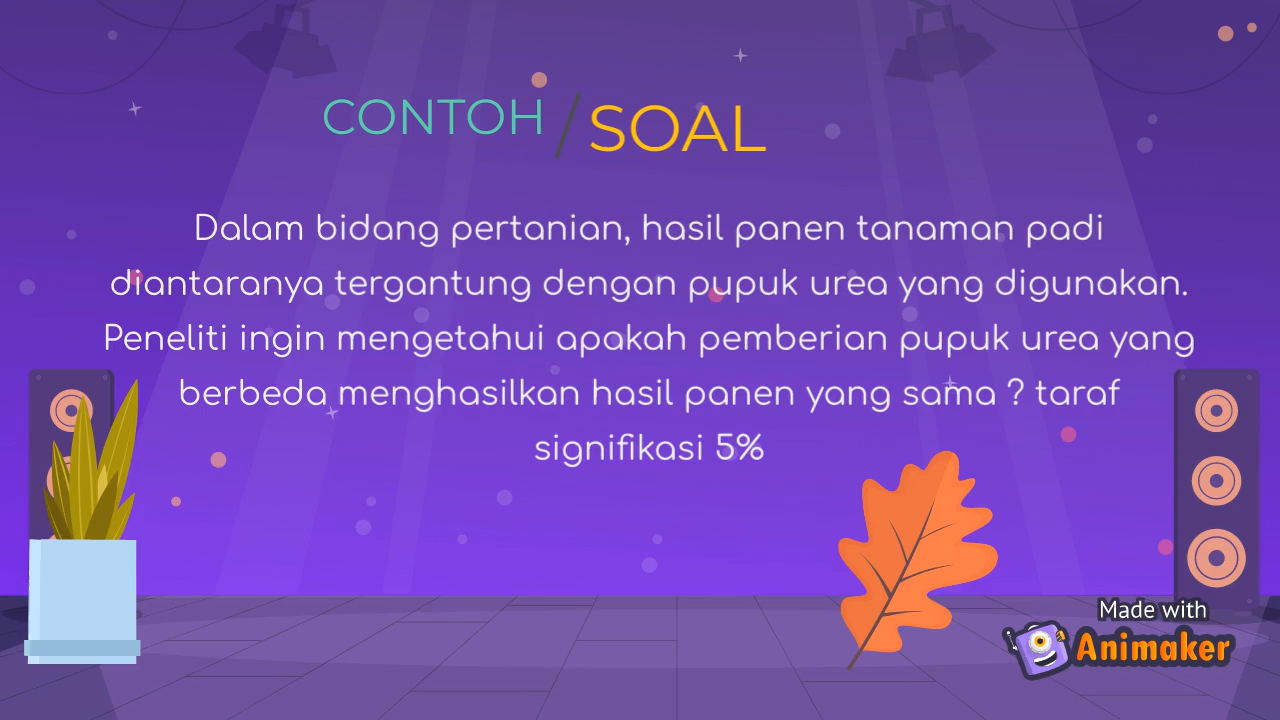 CONTOH / SOAL
Dalam bidang pertanian, hasil panen tanaman padi
diantaranya tergantung dengan pupuk urea yang digunakan.
Peneliti ingin mengetahui apakah pemberian pupuk urea yang
berbeda menghasilkan hasil panen yang sama ? taraf
signifikasi 5%
Made with
Animaker